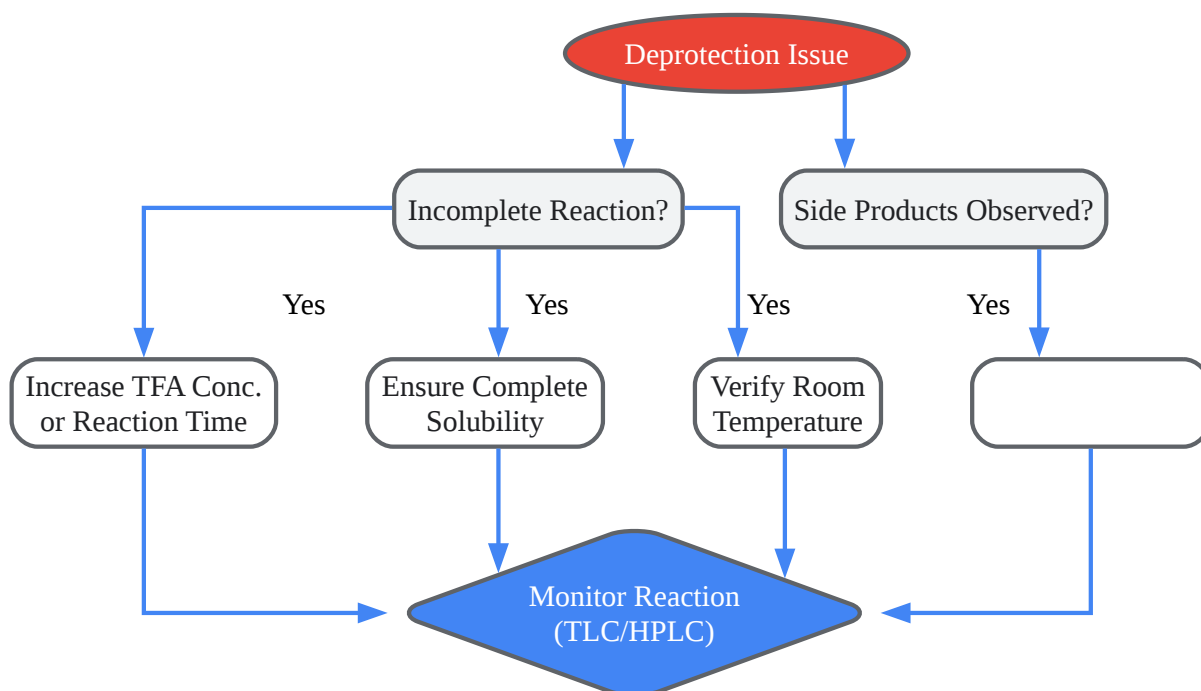 Deprotection Issue
Incomplete Reaction?
Side Products Observed?
Yes
Yes
Yes
Yes
Increase TFA Conc.
or Reaction Time
Ensure Complete
Solubility
Verify Room
Temperature
Monitor Reaction
(TLC/HPLC)